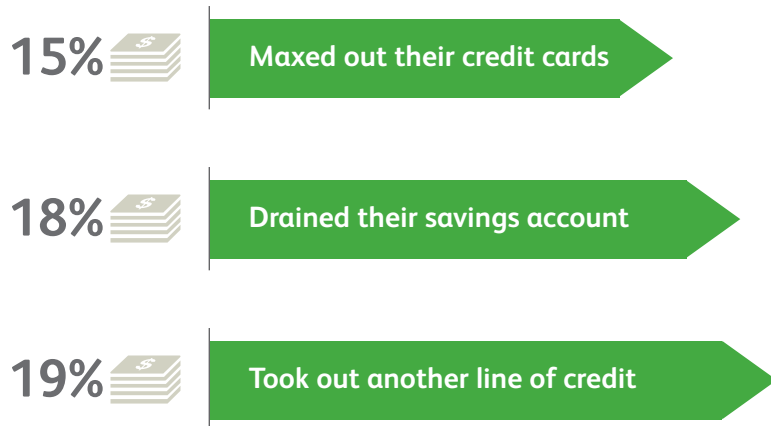 15% $ Maxed out their credit cards
18% $ Drained their savings account
19% $ Took out another line of credit